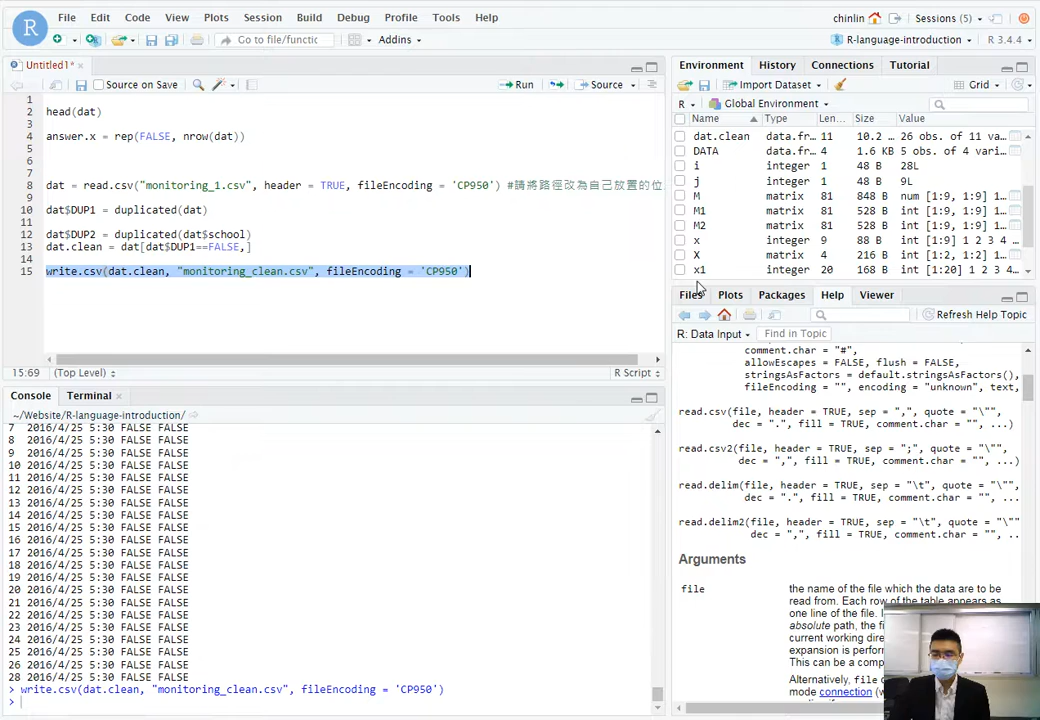 R File Edit Code View Plots Session Build Debug Profile Tools Help chinlin Sessions (5)
Go to file/functic Addins R-language-introduction R 3.4.4
Untitled1*
Source on Save Run Source
1
2 head(dat)
3
4 answer.x = rep(FALSE, nrow(dat))
5
6
7
8 dat = read.csv("monitoring_1.csv", header = TRUE, fileEncoding = 'CP950') #請將路徑改為自己放置的位
9
10 dat$DUP1 = duplicated(dat)
11
12 dat$DUP2 = duplicated(dat$school)
13 dat.clean = dat[dat$DUP1==FALSE,]
14
15 write.csv(dat.clean, "monitoring_clean.csv", fileEncoding = 'CP950')
15:69 (Top Level) R Script
Console Terminal
~/Website/R-language-introduction/
7 2016/4/25 5:30 FALSE FALSE
8 2016/4/25 5:30 FALSE FALSE
9 2016/4/25 5:30 FALSE FALSE
10 2016/4/25 5:30 FALSE FALSE
11 2016/4/25 5:30 FALSE FALSE
12 2016/4/25 5:30 FALSE FALSE
13 2016/4/25 5:30 FALSE FALSE
14 2016/4/25 5:30 FALSE FALSE
15 2016/4/25 5:30 FALSE FALSE
16 2016/4/25 5:30 FALSE FALSE
17 2016/4/25 5:30 FALSE FALSE
18 2016/4/25 5:30 FALSE FALSE
19 2016/4/25 5:30 FALSE FALSE
20 2016/4/25 5:30 FALSE FALSE
21 2016/4/25 5:30 FALSE FALSE
22 2016/4/25 5:30 FALSE FALSE
23 2016/4/25 5:30 FALSE FALSE
24 2016/4/25 5:30 FALSE FALSE
25 2016/4/25 5:30 FALSE FALSE
26 2016/4/25 5:30 FALSE FALSE
28 2016/4/25 5:30 FALSE FALSE
> write.csv(dat.clean, "monitoring_clean.csv", fileEncoding = 'CP950')
>
Environment History Connections Tutorial
Import Dataset Grid
R Global Environment
Name Type Len... Size Value
dat.clean data.fr... 11 10.2 ... 26 obs. of 11 va...
DATA data.fr... 4 1.6 KB 5 obs. of 4 vari...
i integer 1 48 B 28L
j integer 1 48 B 9L
M matrix 81 848 B num [1:9, 1:9] 1...
M1 matrix 81 528 B int [1:9, 1:9] 1...
M2 matrix 81 528 B int [1:9, 1:9] 1...
x integer 9 88 B int [1:9] 1 2 3 4 ...
X matrix 4 216 B int [1:2, 1:2] 1...
x1 integer 20 168 B int [1:20] 1 2 3 4...
Files Plots Packages Help Viewer
Refresh Help Topic
R: Data Input Find in Topic
comment.char = "#",
allowEscapes = FALSE, flush = FALSE,
stringsAsFactors = default.stringsAsFactors(),
fileEncoding = "", encoding = "unknown", text,
read.csv(file, header = TRUE, sep = ",", quote = "\"",
dec = ".", fill = TRUE, comment.char = "", ...)
read.csv2(file, header = TRUE, sep = ";", quote = "\"",
dec = ",", fill = TRUE, comment.char = "", ...)
read.delim(file, header = TRUE, sep = "\t", quote = "\"",
dec = ".", fill = TRUE, comment.char = "", ...
read.delim2(file, header = TRUE, sep = "\t", quote = "\""
dec = ",", fill = TRUE, comment.char = "", ..
Arguments
file the name of the file which the data are to be
read from. Each row of the table appears as
one line of the file. I
absolute path, the fi
current working dire
expansion is perforr
This can be a comp
Alternatively, file c
mode connection (w